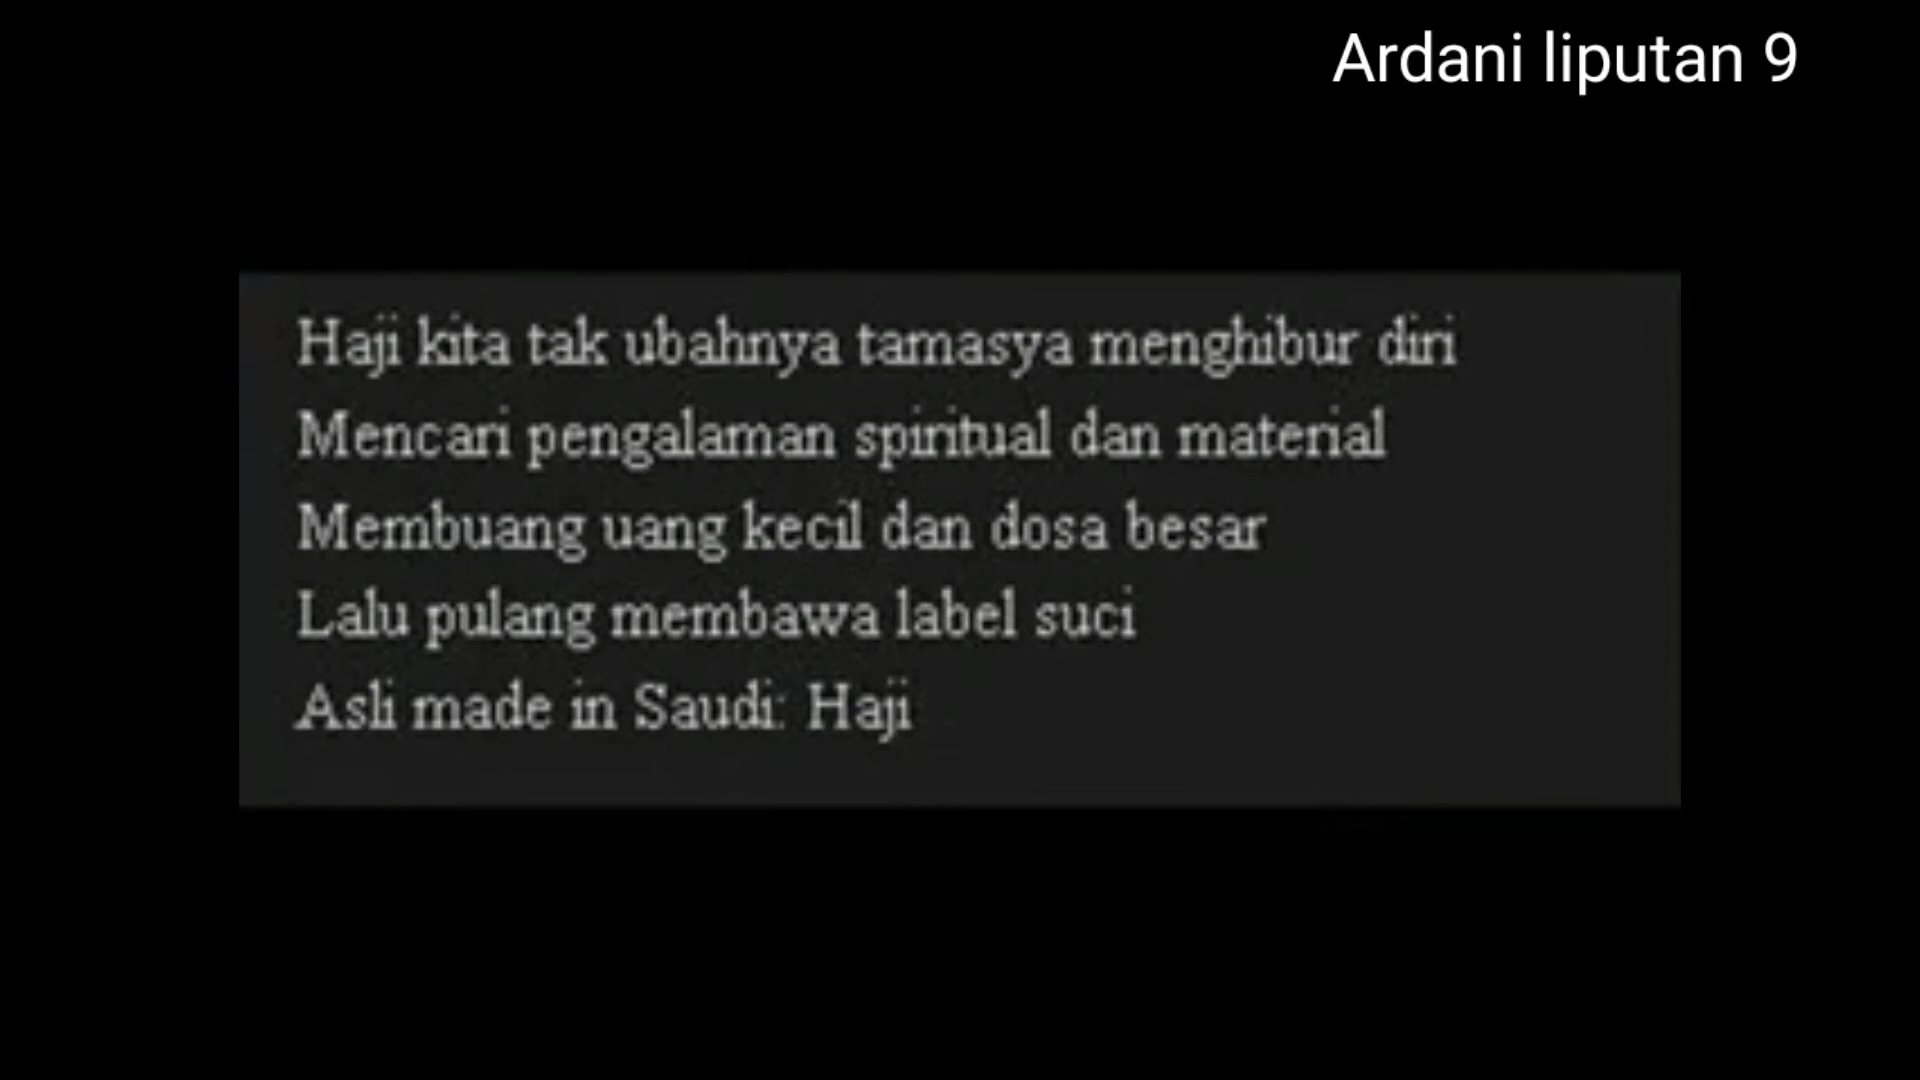 Ardani liputan 9
Haji kita tak ubahnya tamasya menghibur diri
Mencari pengalaman spiritual dan material
Membuang uang kecil dan dosa besar
Lalu pulang membawa label suci
Asli made in Saudi: Haji